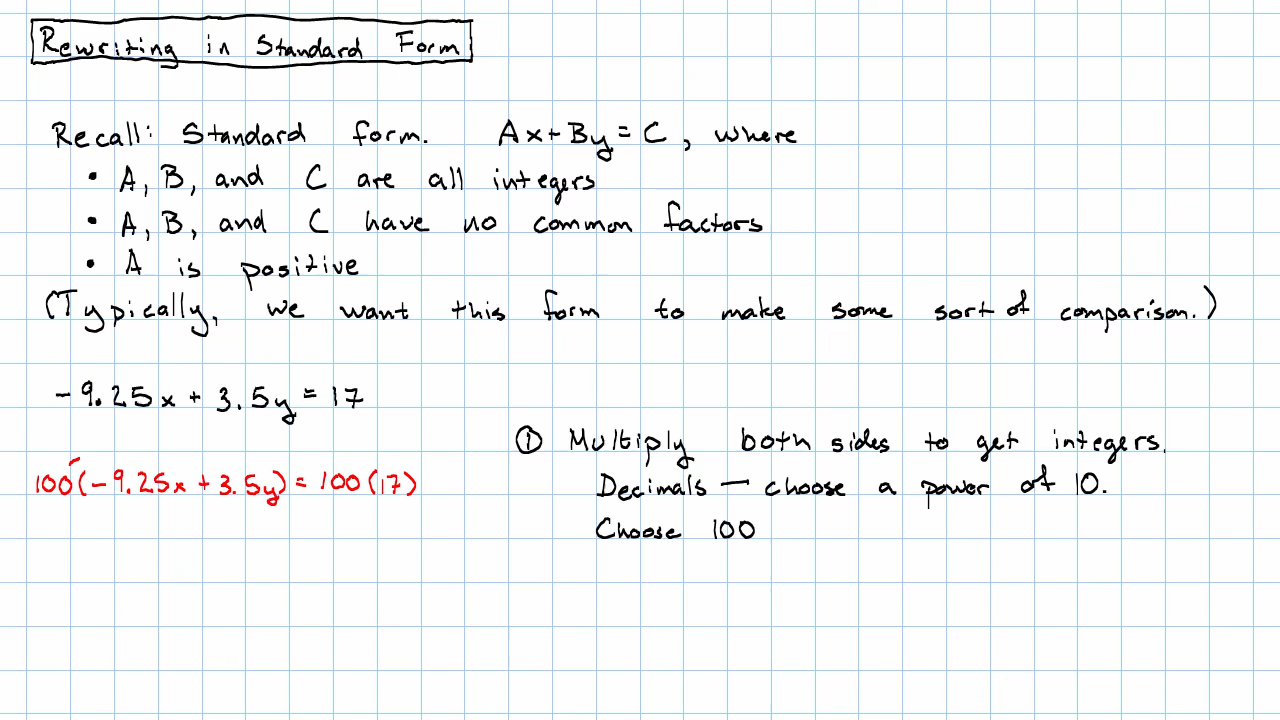 Rewriting in Standard Form
Recall: Standard form. Ax+By=C, where
• A, B, and C are all integers
• A, B, and C have no common factors
• A is positive
(Typically, we want this form to make some sort of comparison.)
-9.25x + 3.5y = 17
① Multiply both sides to get integers.
100(-9.25x + 3.5y) = 100(17)
Decimals — choose a power of 10.
Choose 100